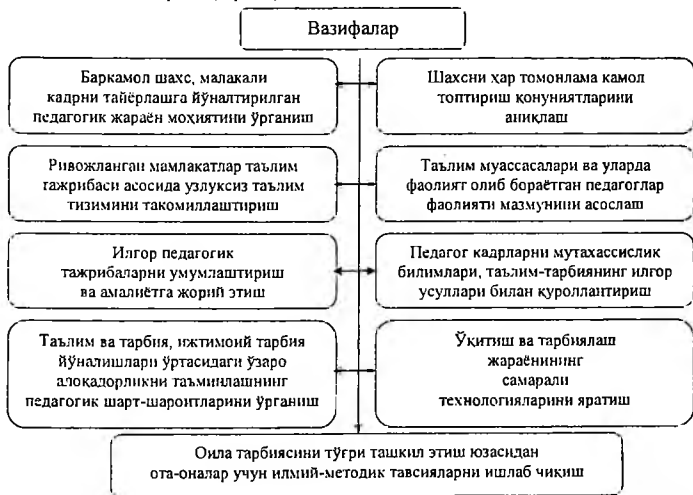 Вазифалар
Баркамол шахс, малакали
кадрни тайёрлашга йўналтирилган
педагогик жараён моҳиятини ўрганиш
Шахсни ҳар томонлама камол
топтириш қонуниятларини
аниқлаш
Ривожланган мамлакатлар таълим
тажрибаси асосида узлуксиз таълим
тизимини такомиллаштириш
Таълим муассасалари ва уларда
фаолият олиб бораётган педагоглар
фаолияти мазмунини асослаш
Илғор педагогик
тажрибаларни умумлаштириш
ва амалиётга жорий этиш
Педагог кадрларни мутахассислик
билимлари, таълим-тарбиянинг илғор
усуллари билан қуроллантириш
Таълим ва тарбия, ижтимоий тарбия
йўналишлари ўртасидаги ўзаро
алоқадорликни таъминлашнинг
педагогик шарт-шароитларини ўрганиш
Ўқитиш ва тарбиялаш
жараёнининг
самарали
технологияларини яратиш
Оила тарбиясини тўғри ташкил этиш юзасидан
ота-оналар учун илмий-методик тавсияларни ишлаб чиқиш